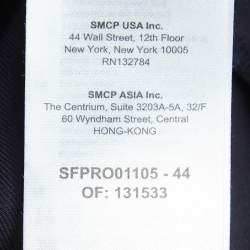 SMCP USA Inc.
44 Wall Street, 12th Floor
New York, New York 10005
RN132784
SMCP ASIA Inc.
The Centrium, Suite 3203A-5A, 32/F
60 Wyndham Street, Central
HONG-KONG
SFPRO01105 - 44
OF: 131533